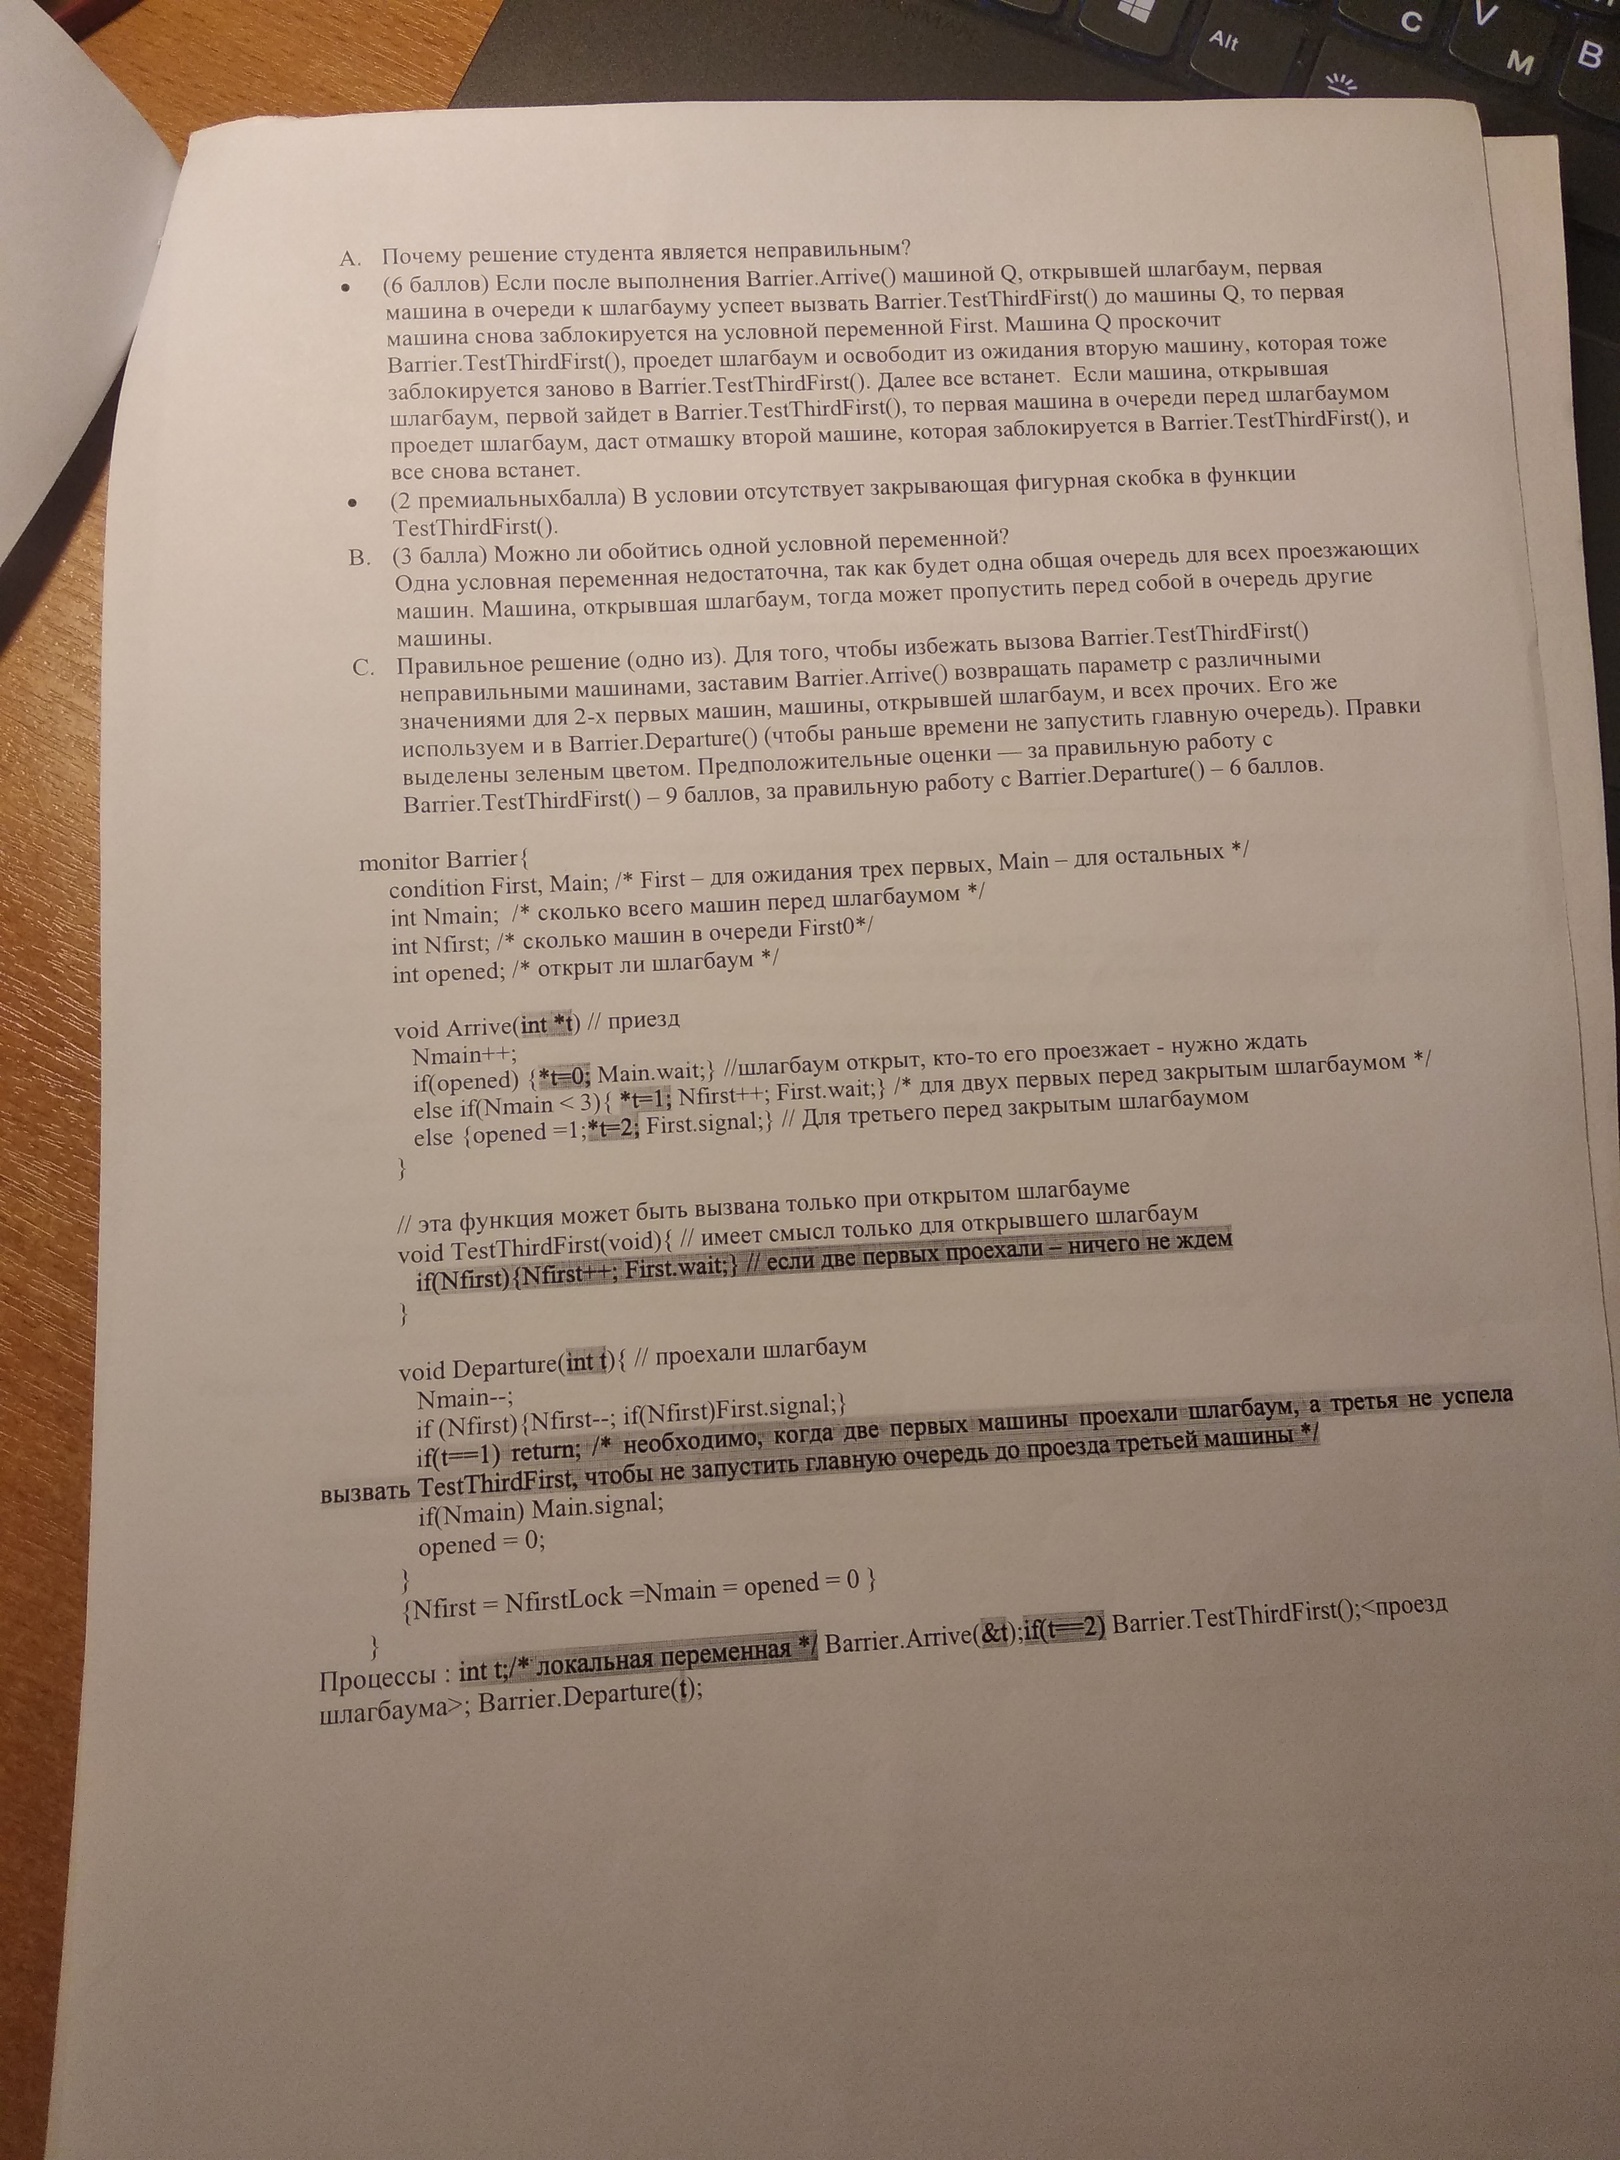 Alt
C
V
M
B
A. Почему решение студента является неправильным?
• (6 баллов) Если после выполнения Barrier.Arrive() машиной Q, открывшей шлагбаум, первая
машина в очереди к шлагбауму успеет вызвать Barrier.TestThirdFirst() до машины Q, то первая
машина снова заблокируется на условной переменной First. Машина Q проскочит
Barrier.TestThirdFirst(), проедет шлагбаум и освободит из ожидания вторую машину, которая тоже
заблокируется заново в Barrier.TestThirdFirst(). Далее все встанет. Если машина, открывшая
шлагбаум, первой зайдет в Barrier.TestThirdFirst(), то первая машина в очереди перед шлагбаумом
проедет шлагбаум, даст отмашку второй машине, которая заблокируется в Barrier.TestThirdFirst(), и
все снова встанет.
• (2 премиальныхбалла) В условии отсутствует закрывающая фигурная скобка в функции
TestThirdFirst().
B. (3 балла) Можно ли обойтись одной условной переменной?
Одна условная переменная недостаточна, так как будет одна общая очередь для всех проезжающих
машин. Машина, открывшая шлагбаум, тогда может пропустить перед собой в очередь другие
машины.
C. Правильное решение (одно из). Для того, чтобы избежать вызова Barrier.TestThirdFirst()
неправильными машинами, заставим Barrier.Arrive() возвращать параметр с различными
значениями для 2-х первых машин, машины, открывшей шлагбаум, и всех прочих. Его же
используем и в Barrier.Departure() (чтобы раньше времени не запустить главную очередь). Правки
выделены зеленым цветом. Предположительные оценки — за правильную работу с
Barrier.TestThirdFirst() – 9 баллов, за правильную работу с Barrier.Departure() – 6 баллов.
monitor Barrier{
condition First, Main; /* First – для ожидания трех первых, Main – для остальных */
int Nmain; /* сколько всего машин перед шлагбаумом */
int Nfirst; /* сколько машин в очереди First0*/
int opened; /* открыт ли шлагбаум */
void Arrive(int *t) // приезд
Nmain++;
if(opened) {*t=0; Main.wait;} //шлагбаум открыт, кто-то его проезжает - нужно ждать
else if(Nmain < 3){ *t=1; Nfirst++; First.wait;} /* для двух первых перед закрытым шлагбаумом */
else {opened =1;*t=2; First.signal;} // Для третьего перед закрытым шлагбаумом
}
// эта функция может быть вызвана только при открытом шлагбауме
void TestThirdFirst(void){ // имеет смысл только для открывшего шлагбаум
if(Nfirst){Nfirst++; First.wait;} // если две первых проехали – ничего не ждем
}
void Departure(int t){ // проехали шлагбаум
Nmain--;
if (Nfirst){Nfirst--; if(Nfirst)First.signal;}
if(t==1) return; /* необходимо, когда две первых машины проехали шлагбаум, а третья не успела
вызвать TestThirdFirst, чтобы не запустить главную очередь до проезда третьей машины */
if(Nmain) Main.signal;
opened = 0;
}
{Nfirst = NfirstLock =Nmain = opened = 0 }
}
Процессы : int t;/* локальная переменная */ Barrier.Arrive(&t);if(t==2) Barrier.TestThirdFirst();<проезд
шлагбаума>; Barrier.Departure(t);